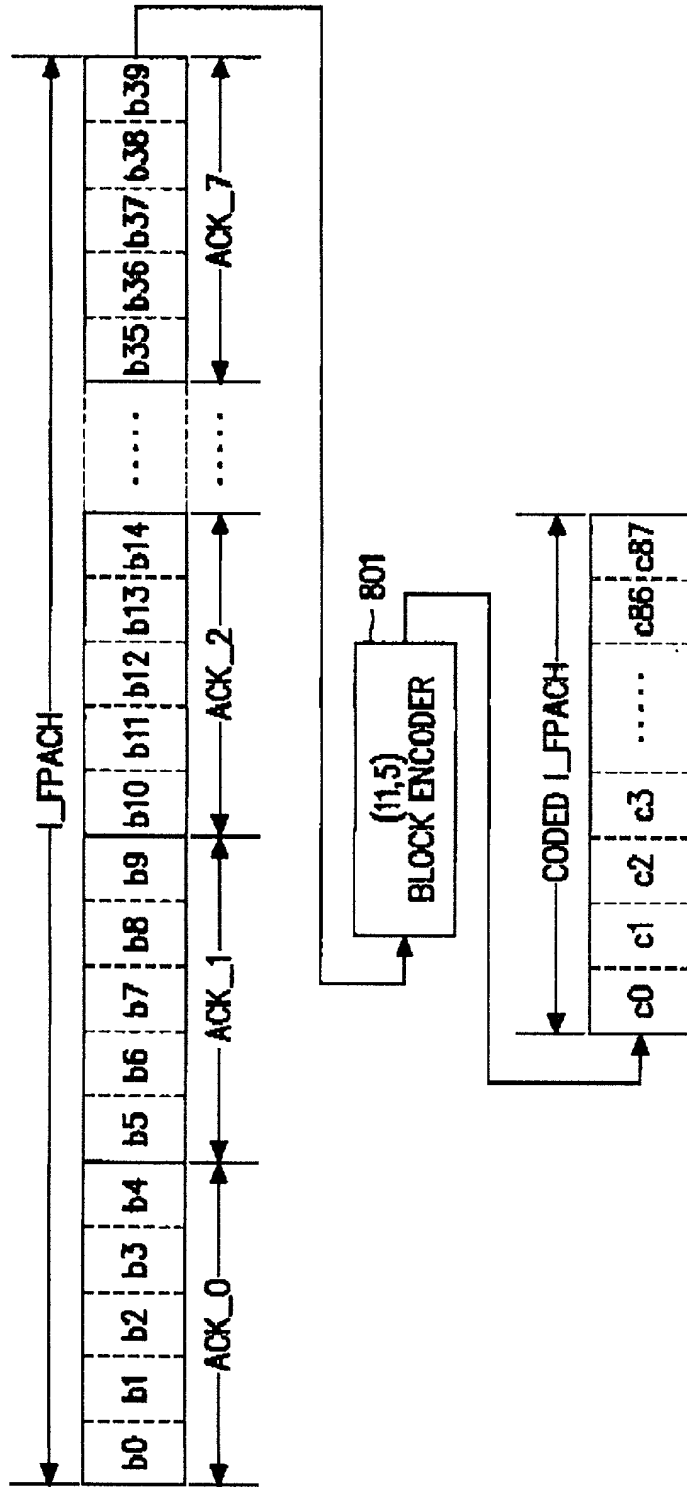 I_FPACH
b0 b1 b2 b3 b4 b5 b6 b7 b8 b9 b10 b11 b12 b13 b14 ..... b35 b36 b37 b38 b39
ACK_0 ACK_1 ACK_2 ..... ACK_7
(11,5)
BLOCK ENCODER
801
CODED I_FPACH
c0 c1 c2 c3 ..... c86 c87